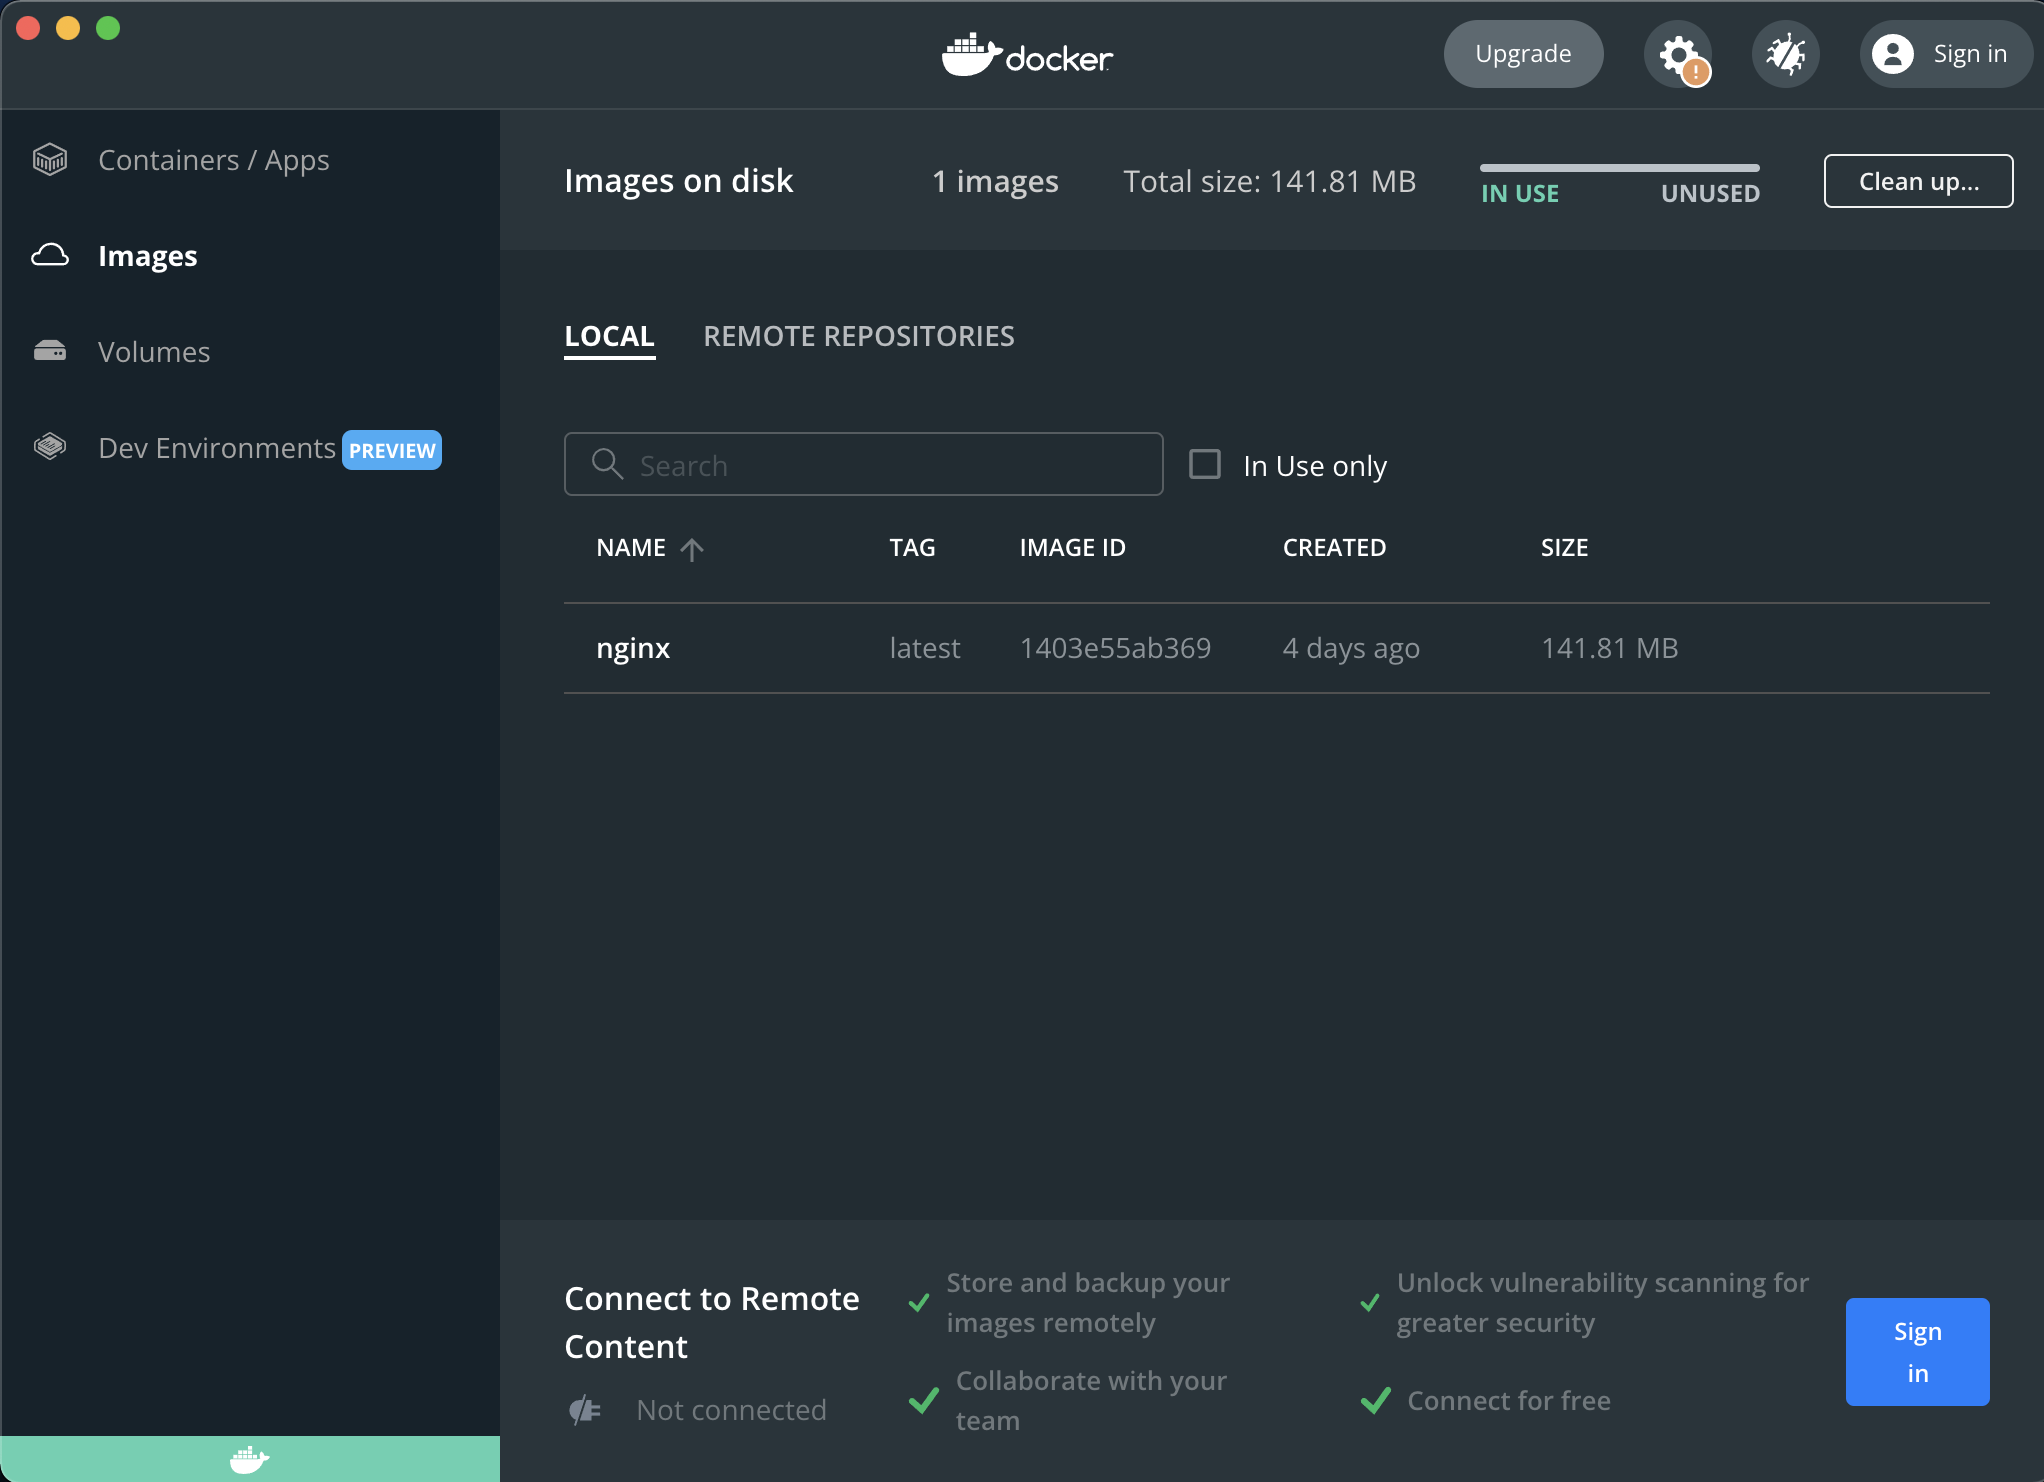 docker
Upgrade
!
Sign in
Containers / Apps
Images
Volumes
Dev Environments PREVIEW
Images on disk
1 images
Total size: 141.81 MB
IN USE
UNUSED
Clean up...
LOCAL
REMOTE REPOSITORIES
Search
In Use only
NAME TAG IMAGE ID CREATED SIZE
nginx latest 1403e55ab369 4 days ago 141.81 MB
Connect to Remote
Content
Not connected
Store and backup your
images remotely
Collaborate with your
team
Unlock vulnerability scanning for
greater security
Connect for free
Sign
in